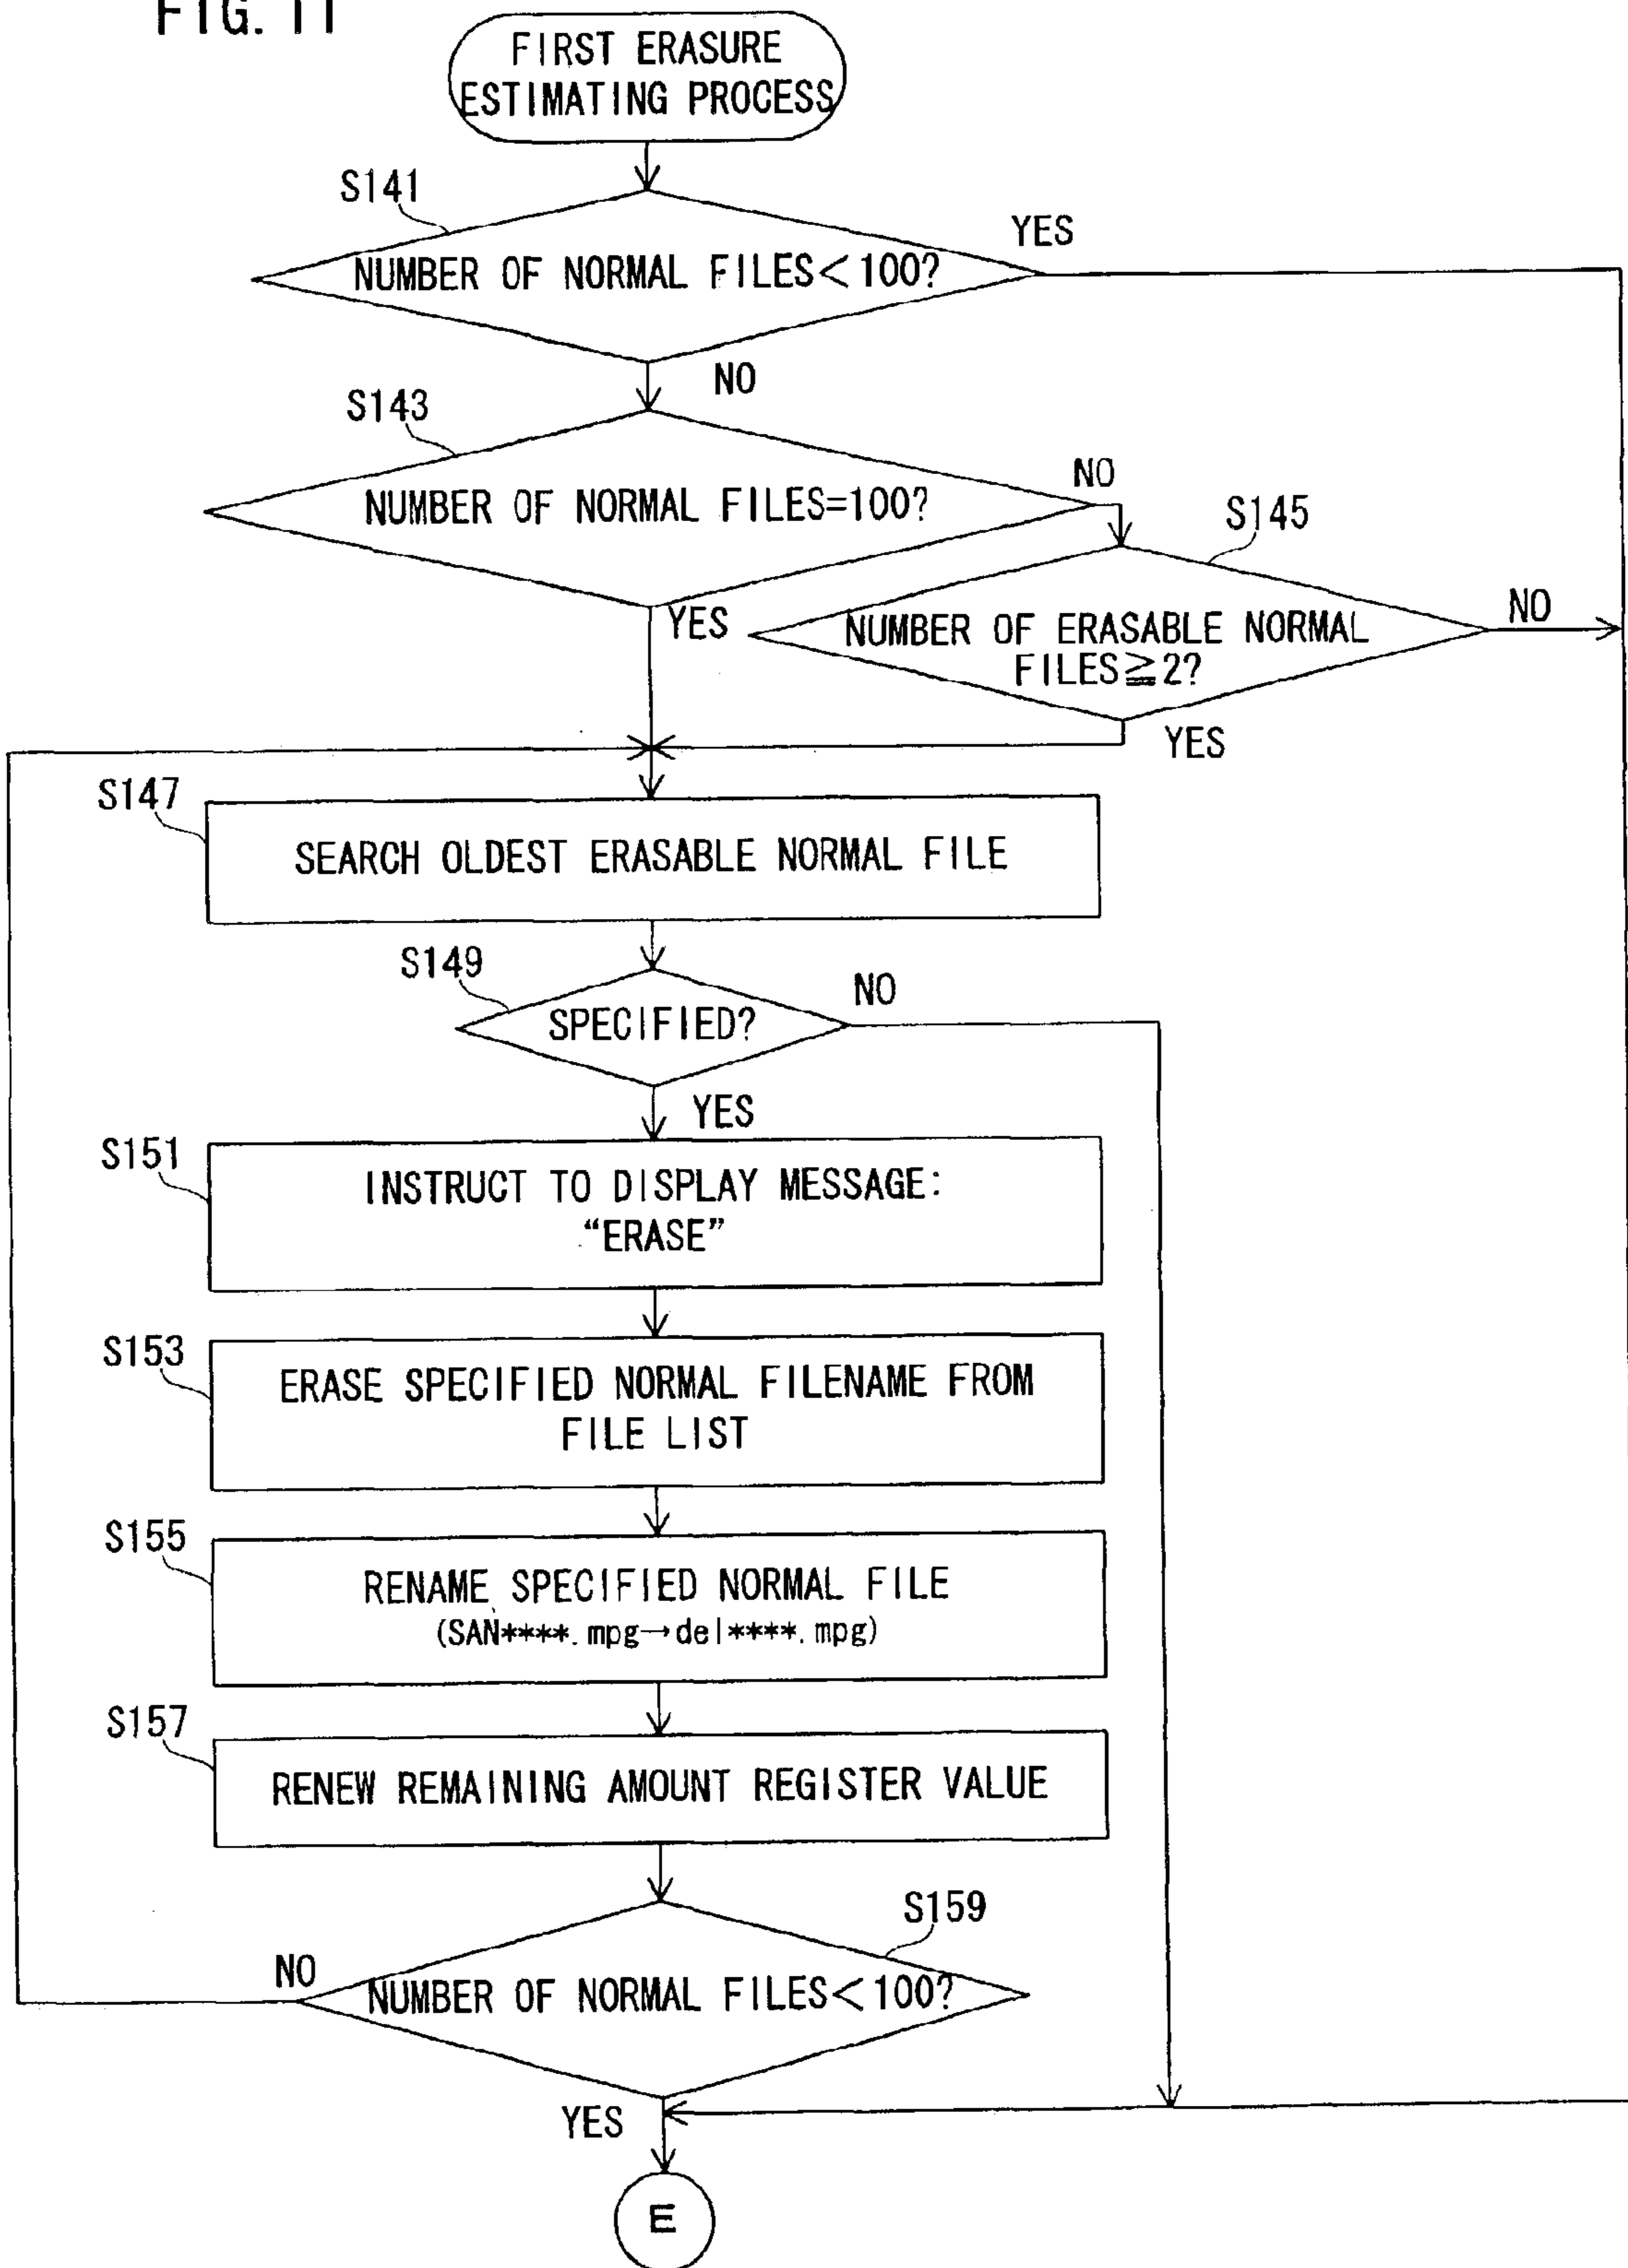 FIG. 11
FIRST ERASURE
ESTIMATING PROCESS
S141
NUMBER OF NORMAL FILES<100?
YES
NO
S143
NUMBER OF NORMAL FILES=100?
NO
YES
S145
NUMBER OF ERASABLE NORMAL
FILES≧2?
NO
YES
S147
SEARCH OLDEST ERASABLE NORMAL FILE
S149
SPECIFIED?
NO
YES
S151
INSTRUCT TO DISPLAY MESSAGE:
“ERASE”
S153
ERASE SPECIFIED NORMAL FILENAME FROM
FILE LIST
S155
RENAME SPECIFIED NORMAL FILE
(SAN****.mpg→del****.mpg)
S157
RENEW REMAINING AMOUNT REGISTER VALUE
S159
NUMBER OF NORMAL FILES<100?
NO
YES
E